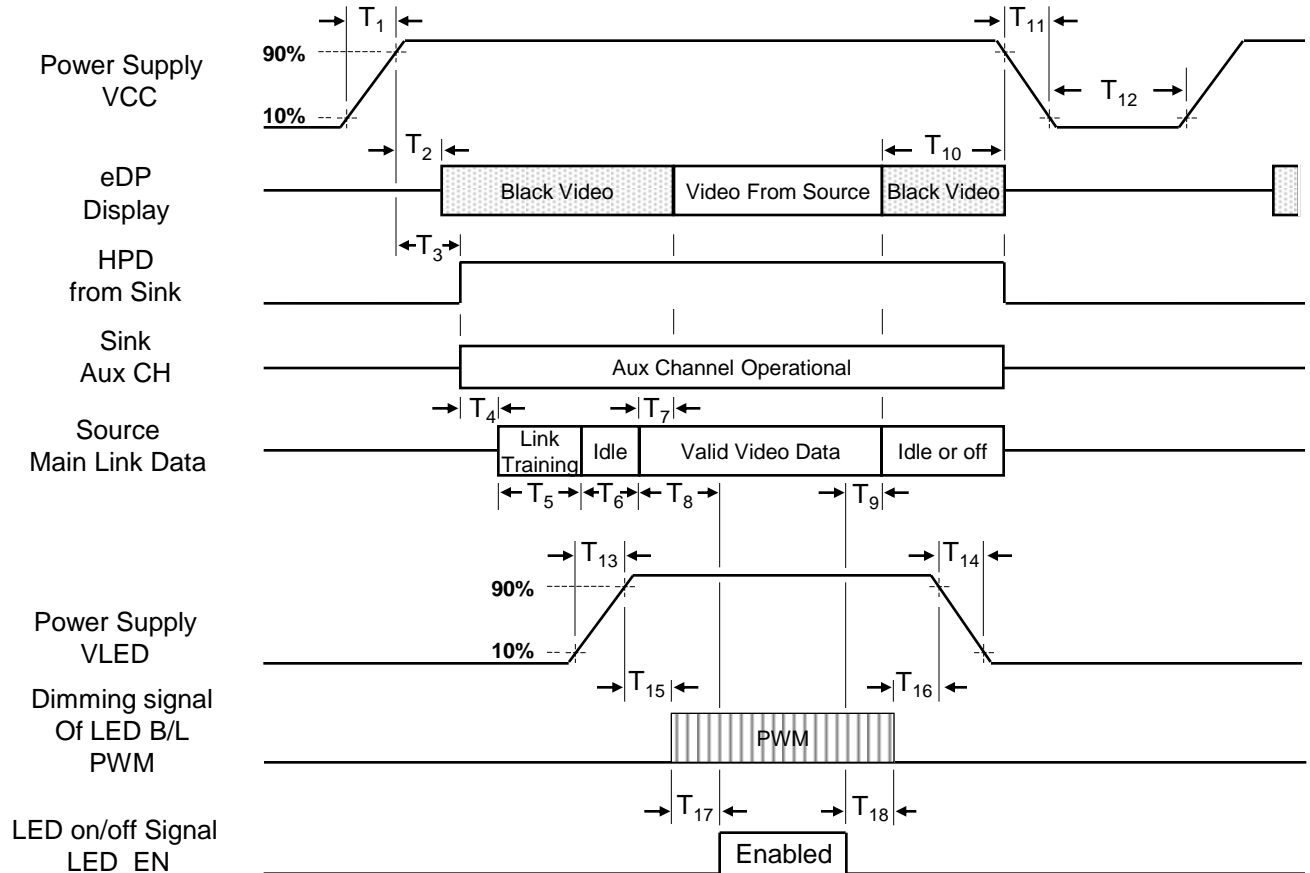 T1
T11
90%
Power Supply
VCC
T12
10%
T2
T10
eDP
Display
Black Video
Video From Source
Black Video
T3
HPD
from Sink
Sink
Aux CH
Aux Channel Operational
T4
T7
Source
Main Link Data
Link
Training
Idle
Valid Video Data
Idle or off
T5
T6
T8
T9
T13
T14
90%
Power Supply
VLED
10%
T15
T16
Dimming signal
Of LED B/L
PWM
PWM
T17
T18
LED on/off Signal
LED EN
Enabled